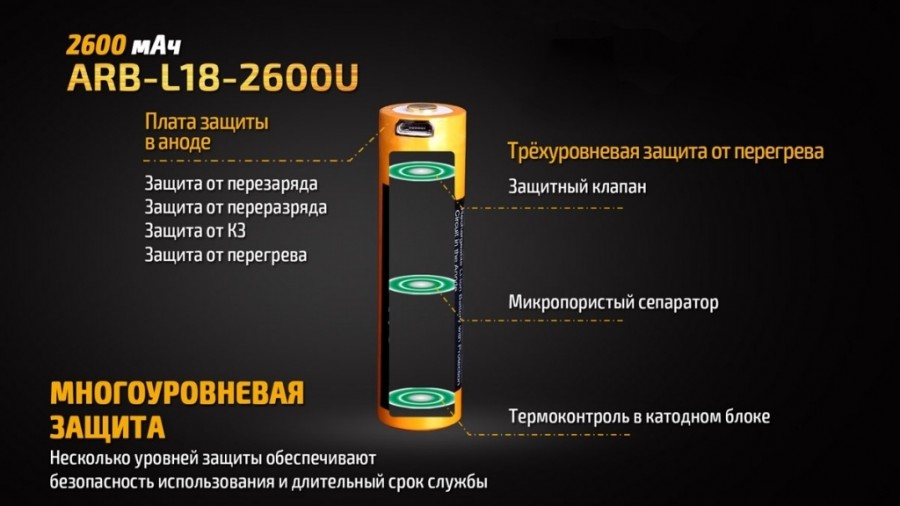 2600 мАч
ARB-L18-2600U
Плата защиты
в аноде
Защита от перезаряда
Защита от переразряда
Защита от КЗ
Защита от перегрева
Трёхуровневая защита от перегрева
Защитный клапан
Микропористый сепаратор
Термоконтроль в катодном блоке
МНОГОУРОВНЕВАЯ
ЗАЩИТА
Несколько уровней защиты обеспечивают
безопасность использования и длительный срок службы